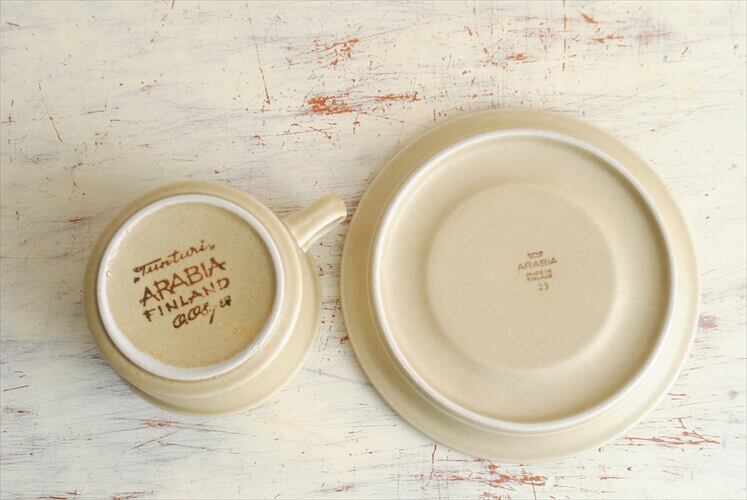 "Tunturi"
ARABIA
FINLAND
ARABIA
MADE IN
FINLAND
23